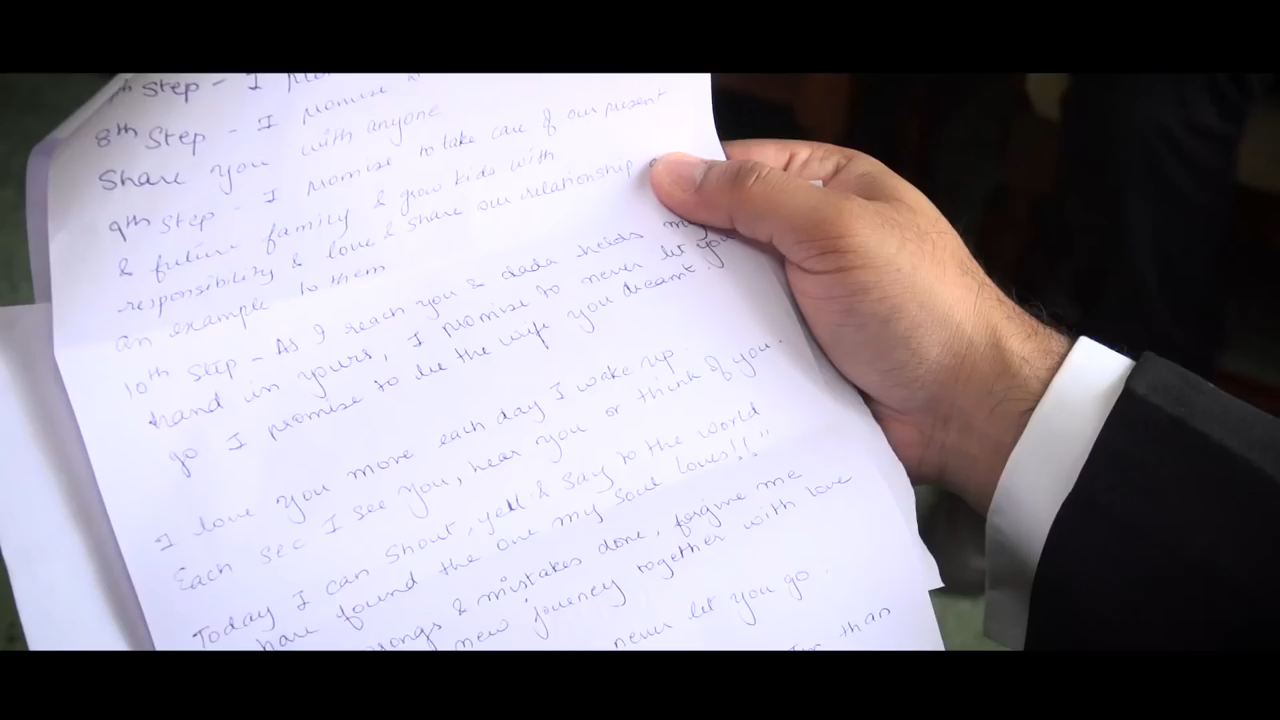 Step - I
8th Step - I promise
Share you with anyone
9th Step - I promise to take care of our present
& future family & grow kids with
responsibility & love & share our relationship
an example to them
10th Step - As I reach you & dada holds my
hand in yours, I promise to never let you
go I promise to be the wife you dreamt.
I love you more each day I wake up
Each sec I see you, hear you or think of you.
Today I can shout, yell & say to the world
have found the one my soul loves!!"
& mistakes done, forgive me
new journey together with love
never let you go.
than